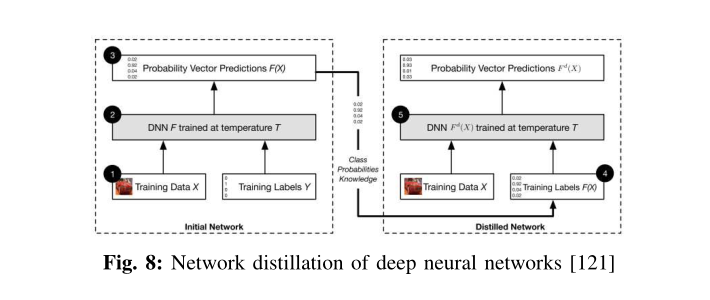 3
0.02
0.92
0.04
0.02
Probability Vector Predictions F(X)
2
DNN F trained at temperature T
1
Training Data X
0
1
0
0
Training Labels Y
Initial Network
0.02
0.92
0.04
0.02
Class
Probabilities
Knowledge
0.03
0.93
0.01
0.03
Probability Vector Predictions F^d(X)
5
DNN F^d(X) trained at temperature T
Training Data X
4
0.02
0.92
0.04
0.02
Training Labels F(X)
Distilled Network
Fig. 8: Network distillation of deep neural networks [121]